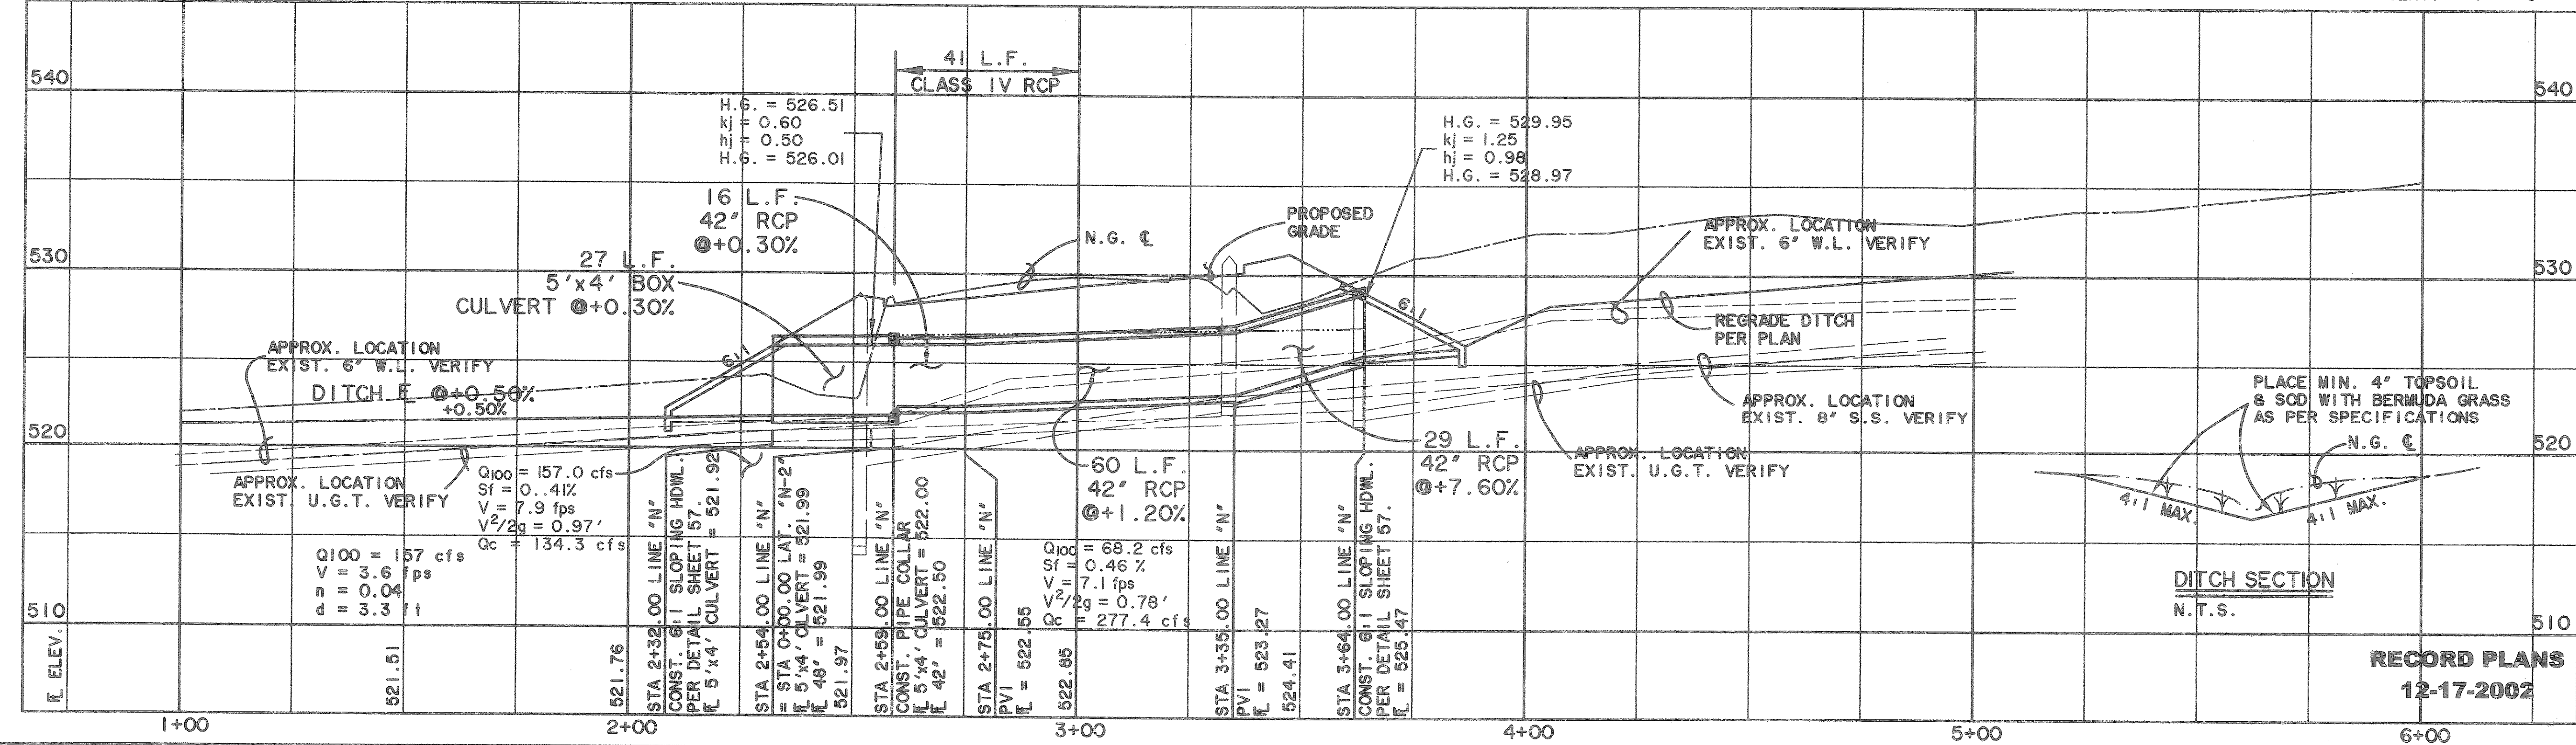 540
530
520
510
540
530
520
510
41 L.F.
CLASS IV RCP
H.G. = 526.51
kj = 0.60
hj = 0.50
H.G. = 526.01
H.G. = 529.95
kj = 1.25
hj = 0.98
H.G. = 528.97
16 L.F.
42" RCP
@+0.30%
27 L.F.
5'x4' BOX
CULVERT @+0.30%
N.G. ℄
PROPOSED
GRADE
APPROX. LOCATION
EXIST. 6" W.L. VERIFY
6:1
6:1
REGRADE DITCH
PER PLAN
APPROX. LOCATION
EXIST. 6" W.L. VERIFY
DITCH E @+0.50%
+0.50%
APPROX. LOCATION
EXIST. U.G.T. VERIFY
Q100 = 157.0 cfs
Sf = 0..41%
V = 7.9 fps
V²/2g = 0.97'
Qc = 134.3 cfs
Q100 = 157 cfs
V = 3.6 fps
n = 0.04
d = 3.3 ft
60 L.F.
42" RCP
@+1.20%
Q100 = 68.2 cfs
Sf = 0.46 %
V = 7.1 fps
V²/2g = 0.78'
Qc = 277.4 cfs
29 L.F.
42" RCP
@+7.60%
APPROX. LOCATION
EXIST. U.G.T. VERIFY
APPROX. LOCATION
EXIST. 8" S.S. VERIFY
PLACE MIN. 4" TOPSOIL
& SOD WITH BERMUDA GRASS
AS PER SPECIFICATIONS
N.G. ℄
4:1 MAX.
4:1 MAX.
DITCH SECTION
N.T.S.
RECORD PLANS
12-17-2002
FL ELEV.
521.51
521.76
STA 2+32.00 LINE "N"
CONST. 6:1 SLOPING HDWL.
PER DETAIL SHEET 57.
FL 5'x4' CULVERT = 521.92
STA 2+54.00 LINE "N"
= STA 0+00.00 LAT. "N-2"
FL 5'x4' CULVERT = 521.99
FL 48" = 521.99
521.97
STA 2+59.00 LINE "N"
CONST. PIPE COLLAR
FL 5'x4' CULVERT = 522.00
FL 42" = 522.50
STA 2+75.00 LINE "N"
PVI
FL = 522.55
522.85
STA 3+35.00 LINE "N"
PVI
FL = 523.27
524.41
STA 3+64.00 LINE "N"
CONST. 6:1 SLOPING HDWL.
PER DETAIL SHEET 57.
FL = 525.47
1+00
2+00
3+00
4+00
5+00
6+00